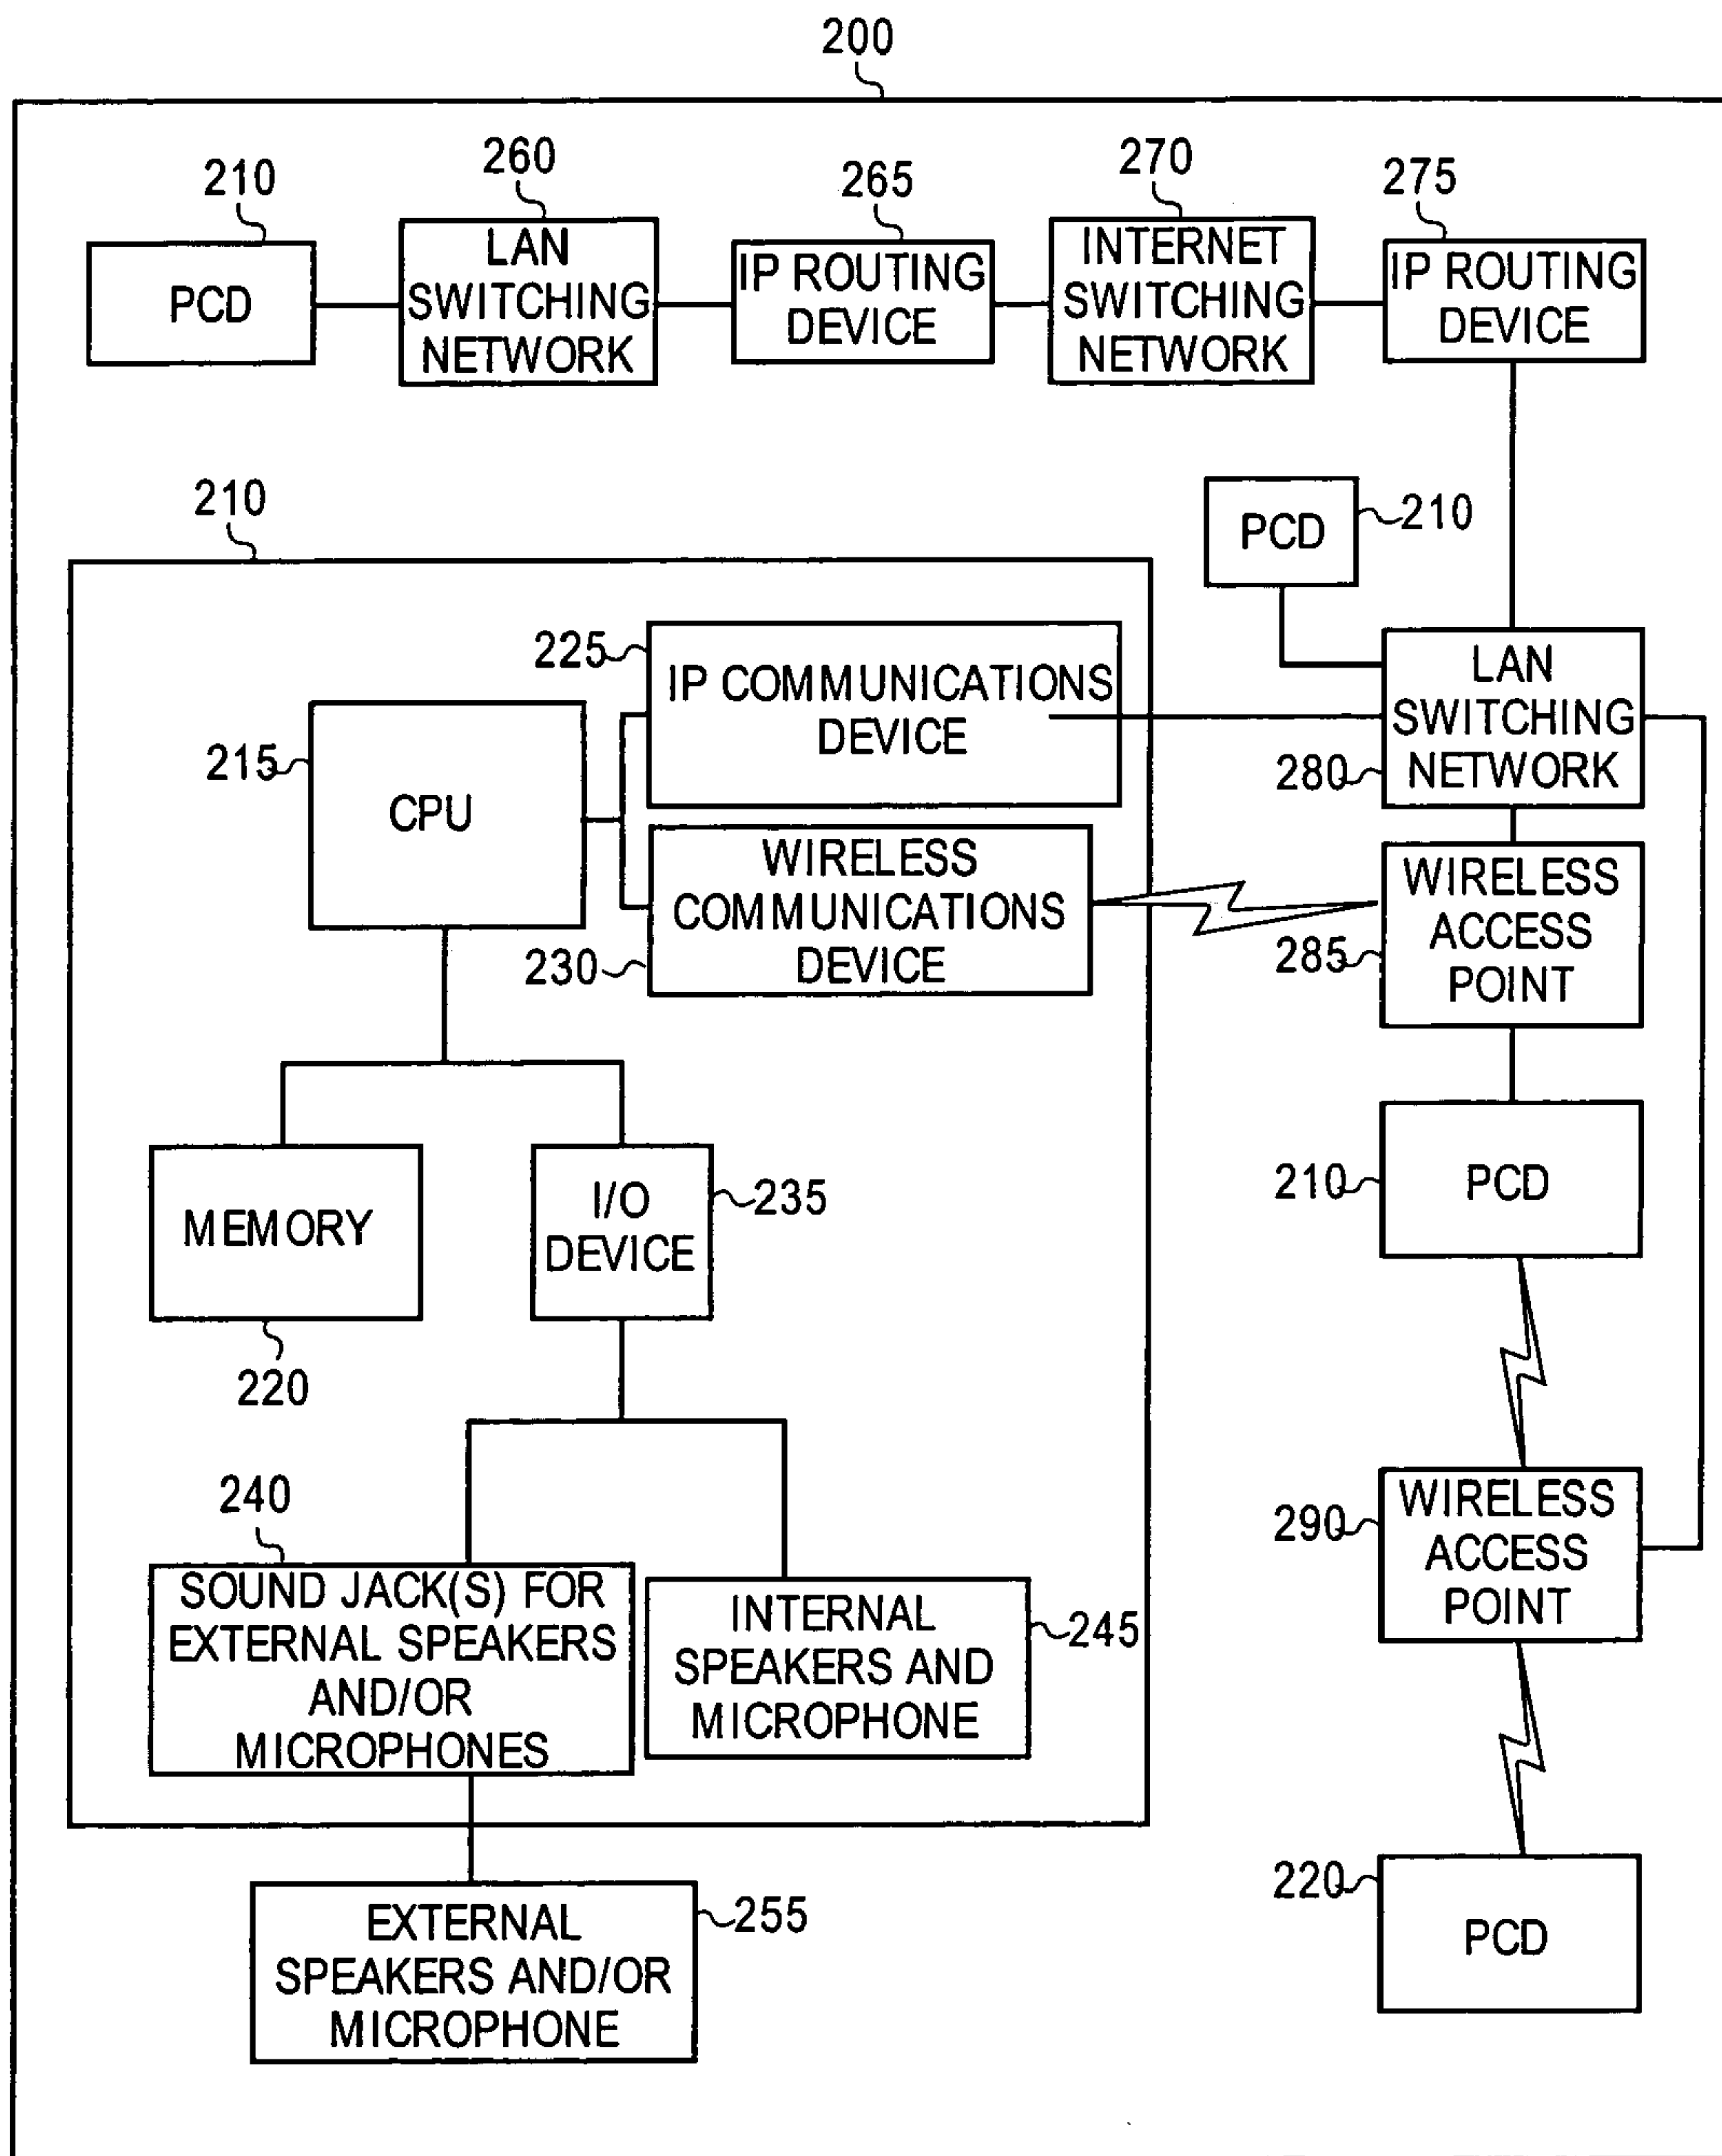 200
210
260
265
270
275
PCD
LAN
SWITCHING
NETWORK
IP ROUTING
DEVICE
INTERNET
SWITCHING
NETWORK
IP ROUTING
DEVICE
210
PCD
210
225
IP COMMUNICATIONS
DEVICE
LAN
SWITCHING
NETWORK
280
215
CPU
WIRELESS
COMMUNICATIONS
DEVICE
230
WIRELESS
ACCESS
POINT
285
MEMORY
220
I/O
DEVICE
235
210
PCD
240
SOUND JACK(S) FOR
EXTERNAL SPEAKERS
AND/OR
MICROPHONES
INTERNAL
SPEAKERS AND
MICROPHONE
245
290
WIRELESS
ACCESS
POINT
EXTERNAL
SPEAKERS AND/OR
MICROPHONE
255
220
PCD